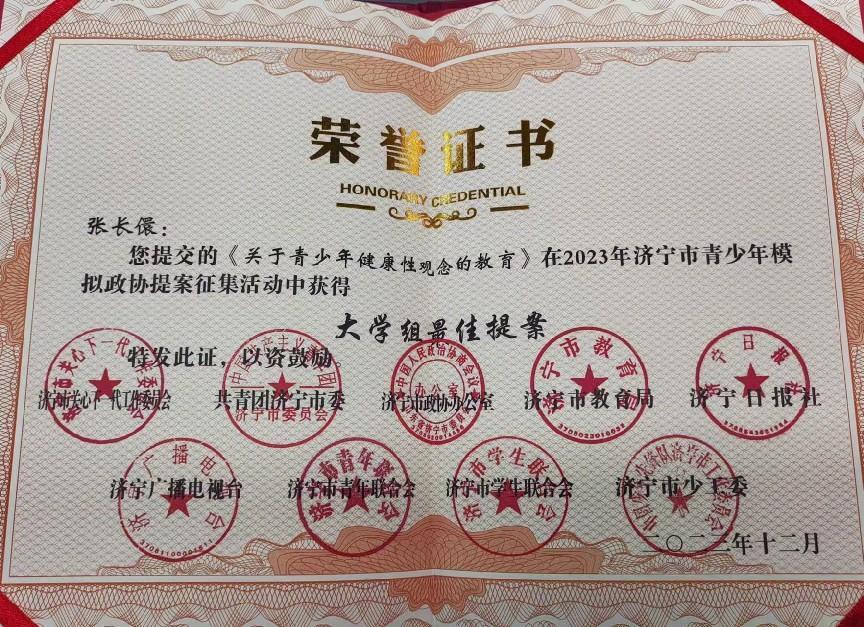 荣誉证书
HONORARY CREDENTIAL
张长儇：
您提交的《关于青少年健康性观念的教育》在2023年济宁市青少年模
拟政协提案征集活动中获得
大学组最佳提案
特发此证，以资鼓励。
济宁市关心下一代工作委员会 共青团济宁市委 济宁市政协办公室 济宁市教育局 济宁日报社
济宁广播电视台 济宁市青年联合会 济宁市学生联合会 济宁市少工委
二〇二三年十二月